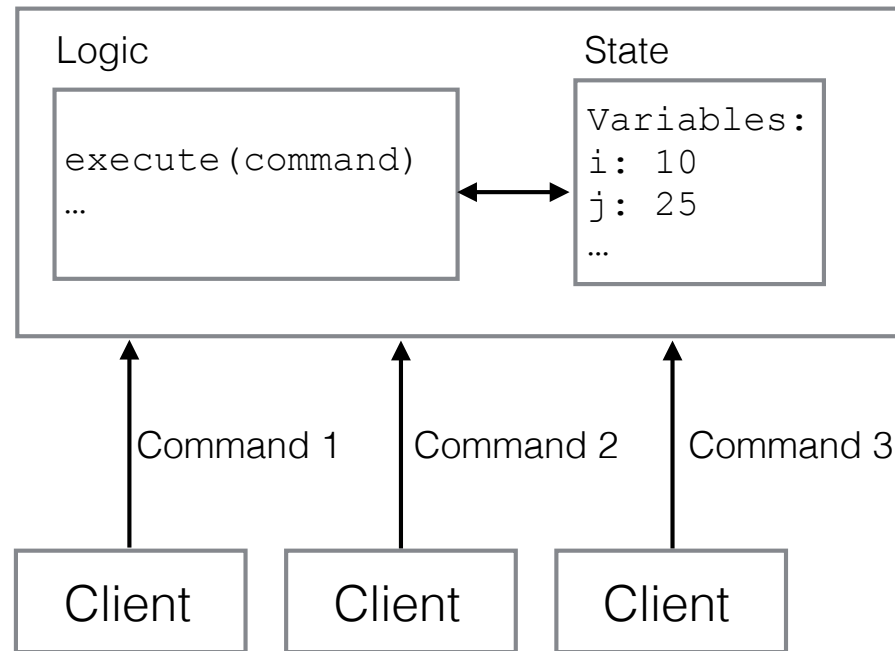 Logic
State
execute(command)
…
Variables:
i: 10
j: 25
…
Command 1
Command 2
Command 3
Client
Client
Client